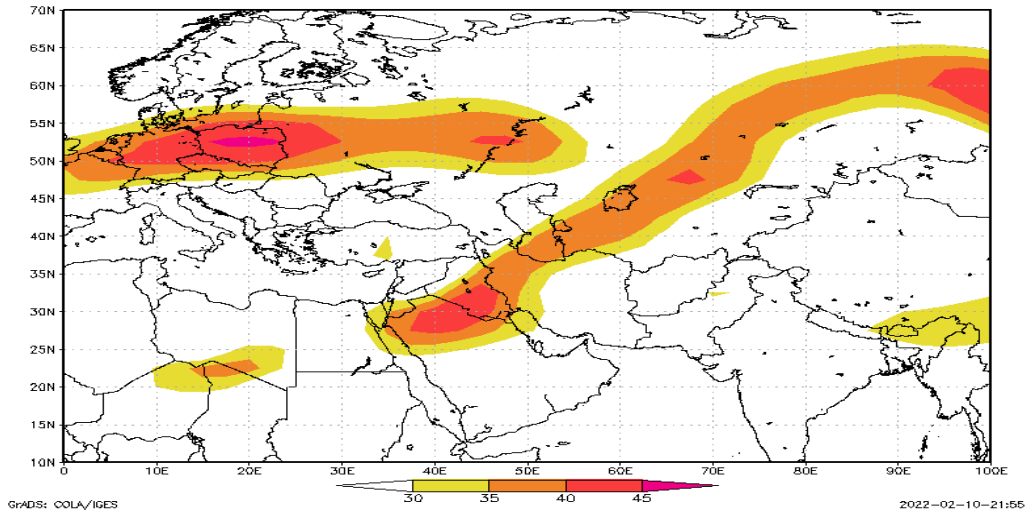 70N
65N
60N
55N
50N
45N
40N
35N
30N
25N
20N
15N
10N
0 10E 20E 30E 40E 50E 60E 70E 80E 90E 100E
30 35 40 45
GrADS: COLA/IGES 2022-02-10-21:55